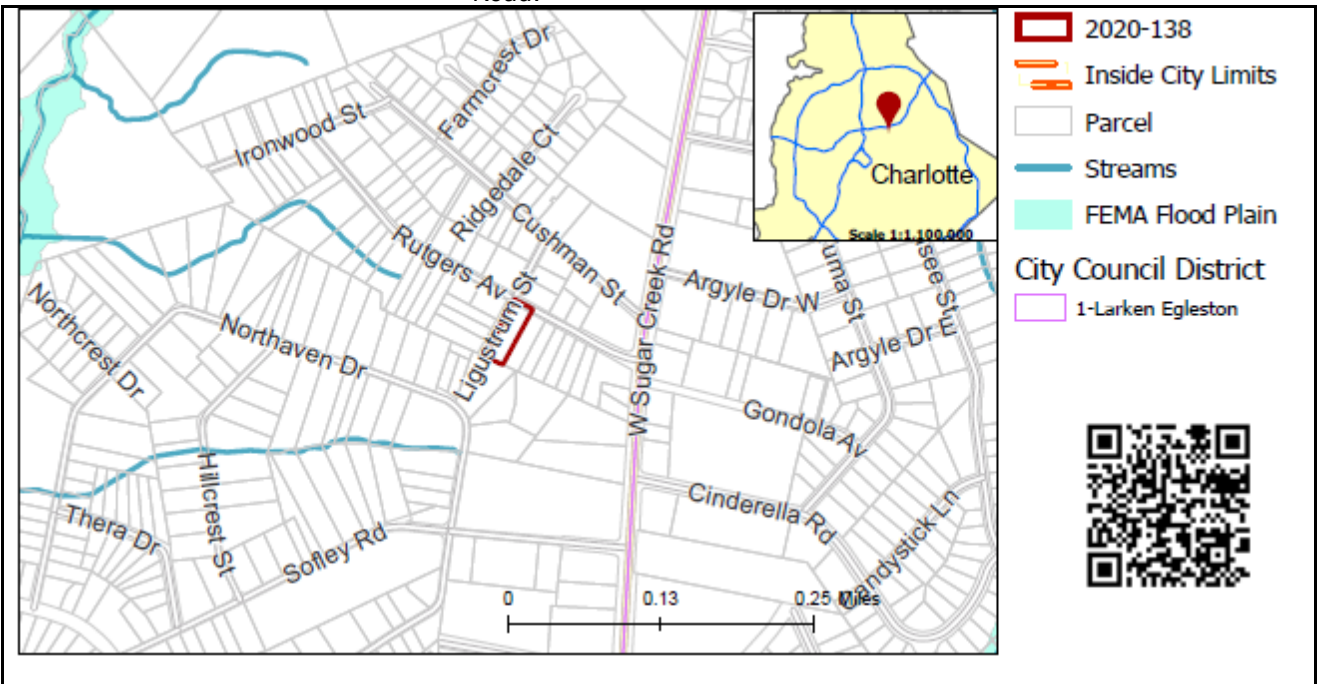 Farmcrest Dr
Ironwood St
Ridgedale Ct
Cushman St
Rutgers Av
Ligustrum St
W Sugar Creek Rd
Argyle Dr W
Argyle Dr E
Northcrest Dr
Northaven Dr
Gondola Av
Hillcrest St
Cinderella Rd
Thera Dr
Sofley Rd
0 0.13 0.25 Miles
Charlotte
Scale 1:1,100,000
2020-138
Inside City Limits
Parcel
Streams
FEMA Flood Plain
City Council District
1-Larken Egleston